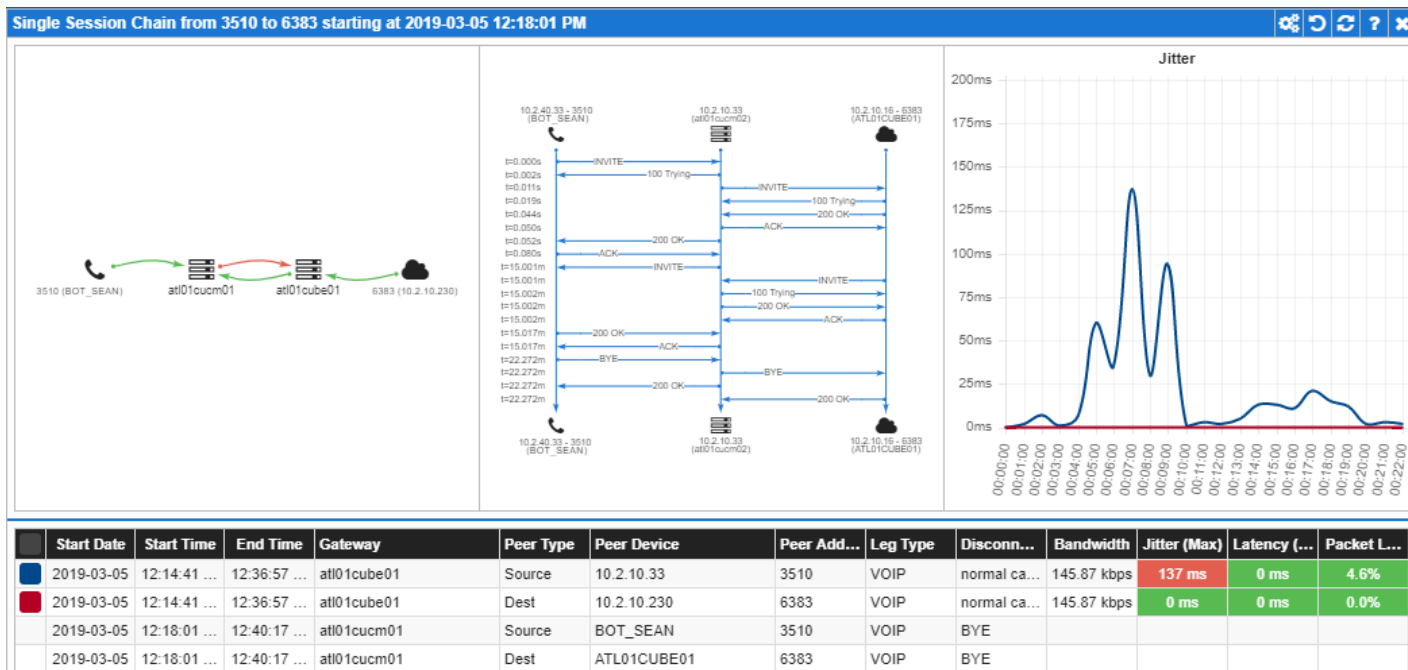 Single Session Chain from 3510 to 6383 starting at 2019-03-05 12:18:01 PM
?
3510 (BOT_SEAN)
atl01cucm01
atl01cube01
6383 (10.2.10.230)
10.2.40.33 - 3510
(BOT_SEAN)
10.2.10.33
(atl01cucm02)
10.2.10.16 - 6383
(ATL01CUBE01)
t=0.000s INVITE
t=0.002s 100 Trying
t=0.011s INVITE
t=0.019s 100 Trying
t=0.044s 200 OK
t=0.050s ACK
t=0.052s 200 OK
t=0.080s ACK
t=15.001m INVITE
t=15.001m INVITE
t=15.002m 100 Trying
t=15.002m 200 OK
t=15.002m ACK
t=15.017m 200 OK
t=15.017m ACK
t=22.272m BYE
t=22.272m BYE
t=22.272m 200 OK
t=22.272m 200 OK
10.2.40.33 - 3510
(BOT_SEAN)
10.2.10.33
(atl01cucm02)
10.2.10.16 - 6383
(ATL01CUBE01)
Jitter
200ms
175ms
150ms
125ms
100ms
75ms
50ms
25ms
0ms
00:00:00
00:01:00
00:02:00
00:03:00
00:04:00
00:05:00
00:06:00
00:07:00
00:08:00
00:09:00
00:10:00
00:11:00
00:12:00
00:13:00
00:14:00
00:15:00
00:16:00
00:17:00
00:18:00
00:19:00
00:20:00
00:21:00
00:22:00
Start Date Start Time End Time Gateway Peer Type Peer Device Peer Add... Leg Type Disconn... Bandwidth Jitter (Max) Latency (... Packet L...
2019-03-05 12:14:41 ... 12:36:57 ... atl01cube01 Source 10.2.10.33 3510 VOIP normal ca... 145.87 kbps 137 ms 0 ms 4.6%
2019-03-05 12:14:41 ... 12:36:57 ... atl01cube01 Dest 10.2.10.230 6383 VOIP normal ca... 145.87 kbps 0 ms 0 ms 0.0%
2019-03-05 12:18:01 ... 12:40:17 ... atl01cucm01 Source BOT_SEAN 3510 VOIP BYE
2019-03-05 12:18:01 ... 12:40:17 ... atl01cucm01 Dest ATL01CUBE01 6383 VOIP BYE